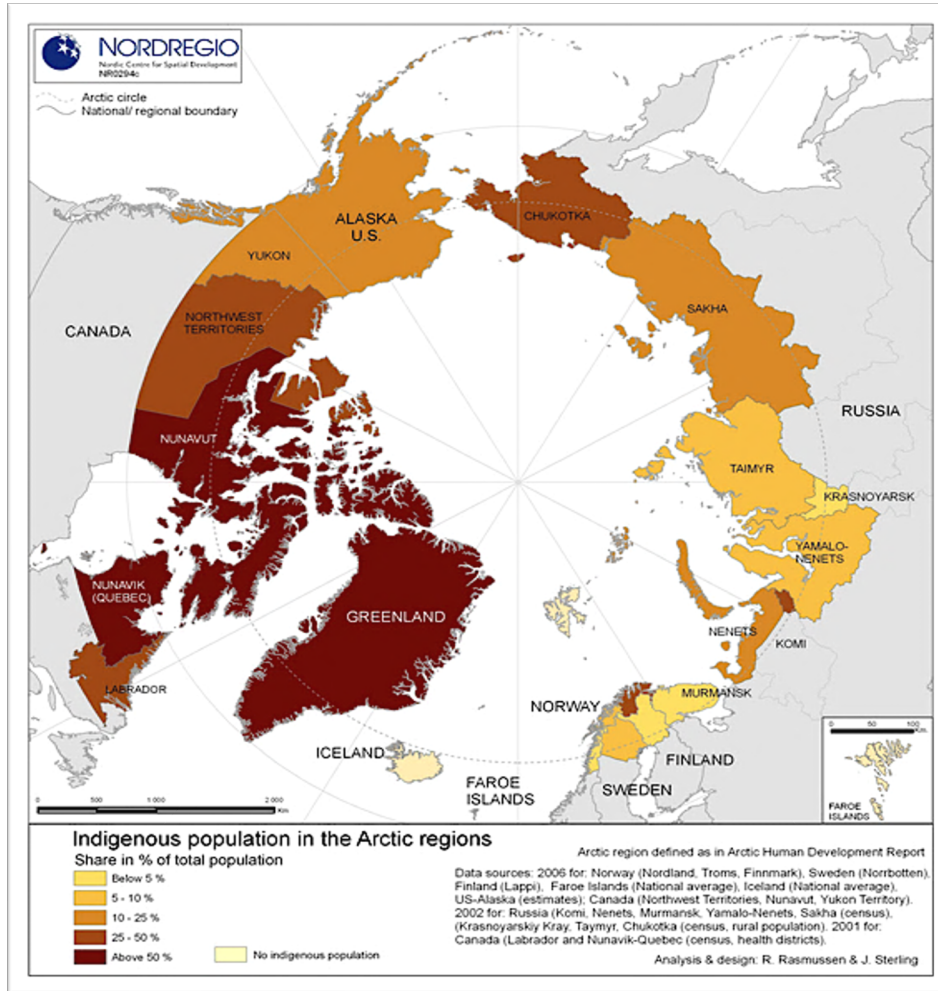 NORDREGIO
Nordic Centre for Spatial Development
NR0294c
Arctic circle
National/ regional boundary
ALASKA
U.S.
CHUKOTKA
YUKON
NORTHWEST
TERRITORIES
CANADA
SAKHA
RUSSIA
NUNAVUT
TAIMYR
KRASNOYARSK
YAMALO-
NENETS
NUNAVIK
(QUEBEC)
GREENLAND
NENETS
KOMI
LABRADOR
MURMANSK
NORWAY
ICELAND
FINLAND
FAROE
ISLANDS
SWEDEN
0 50 100
Km.
FAROE
ISLANDS
0 500 1 000 2 000
Km
Indigenous population in the Arctic regions
Share in % of total population
Below 5 %
5 - 10 %
10 - 25 %
25 - 50 %
Above 50 %
No indigenous population
Arctic region defined as in Arctic Human Development Report
Data sources: 2006 for: Norway (Nordland, Troms, Finnmark), Sweden (Norrbotten),
Finland (Lappi), Faroe Islands (National average), Iceland (National average),
US-Alaska (estimates); Canada (Northwest Territories, Nunavut, Yukon Territory).
2002 for: Russia (Komi, Nenets, Murmansk, Yamalo-Nenets, Sakha (census),
(Krasnoyarskiy Kray, Taymyr, Chukotka (census, rural population). 2001 for:
Canada (Labrador and Nunavik-Quebec (census, health districts).
Analysis & design: R. Rasmussen & J. Sterling